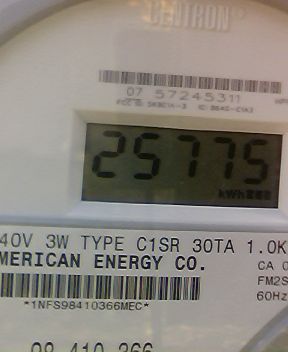 CENTRON
07 57245311
25775
kWh
40V 3W TYPE C1SR 30TA 1.0K
MERICAN ENERGY CO.
CA 0
FM2S
60Hz
*1NFS98410366MEC*
98 410 366